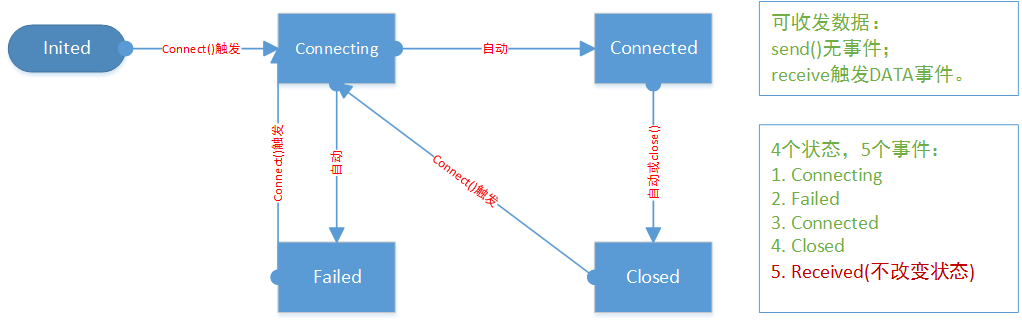 Inited
Connect()触发
Connecting
自动
Connected
Connect()触发
自动
Connect()触发
自动或close()
Failed
Closed
可收发数据：
send()无事件；
receive触发DATA事件。
4个状态，5个事件：
1. Connecting
2. Failed
3. Connected
4. Closed
5. Received(不改变状态)